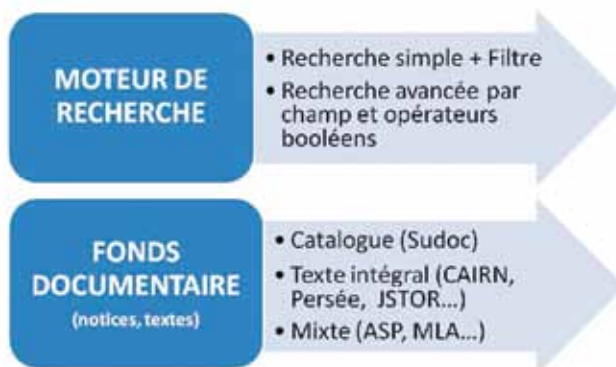 MOTEUR DE
RECHERCHE
• Recherche simple + Filtre
• Recherche avancée par
champ et opérateurs
booléens
FONDS
DOCUMENTAIRE
(notices, textes)
• Catalogue (Sudoc)
• Texte intégral (CAIRN,
Persée, JSTOR...)
• Mixte (ASP, MLA...)